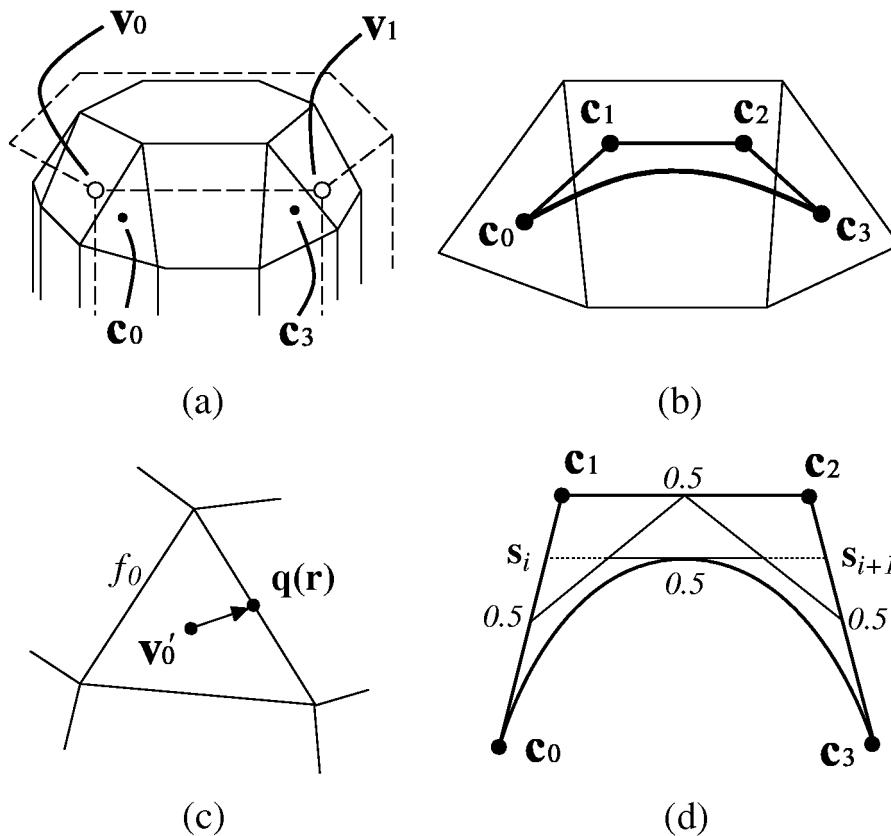 v0 v1
c0 c3
(a)
c1 c2
c0 c3
(b)
f0 q(r)
v0′
(c)
c1 c2
0.5
si si+1
0.5 0.5 0.5
c0 c3
(d)